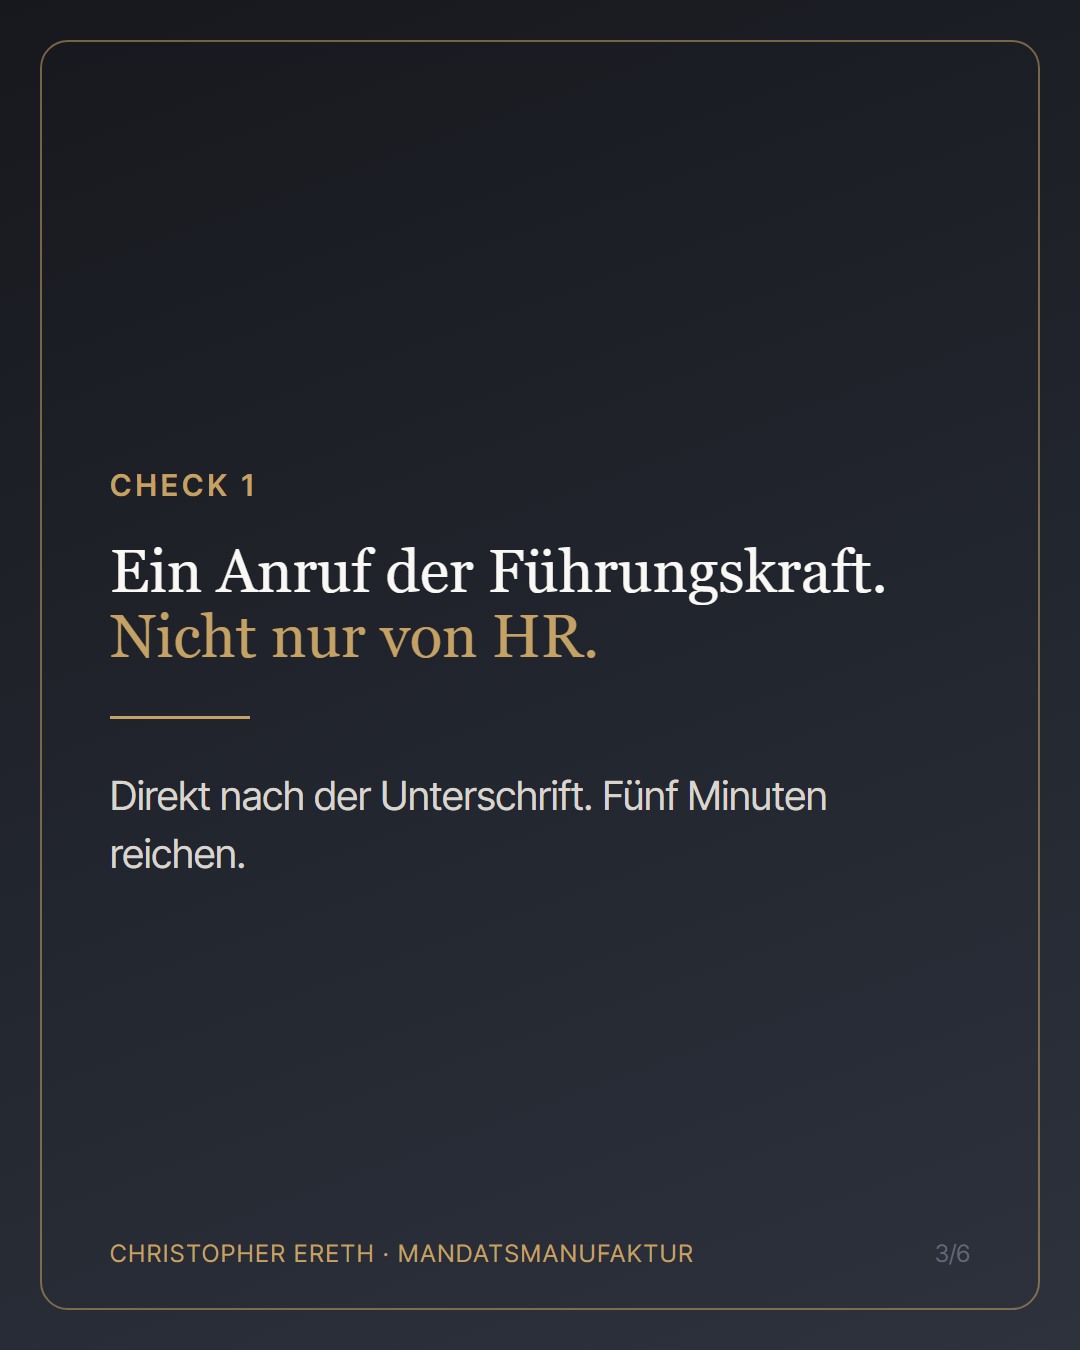 CHECK 1
Ein Anruf der Führungskraft.
Nicht nur von HR.
Direkt nach der Unterschrift. Fünf Minuten
reichen.
CHRISTOPHER ERETH · MANDATSMANUFAKTUR
3/6